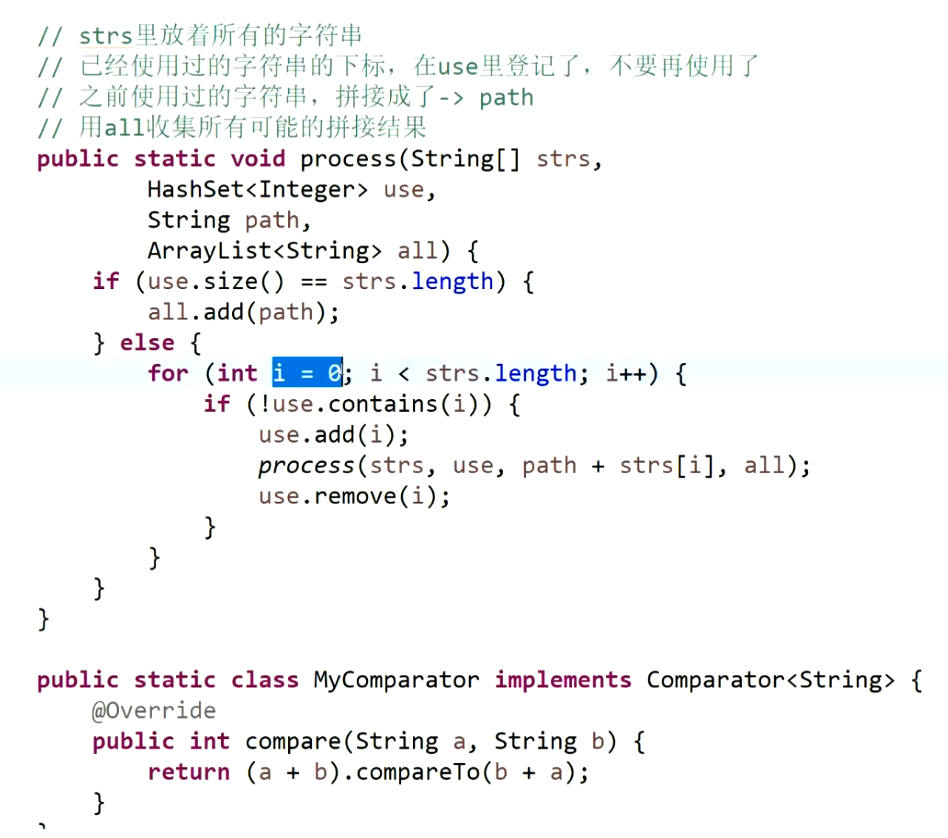 // strs里放着所有的字符串
// 已经使用过的字符串的下标，在use里登记了，不要再使用了
// 之前使用过的字符串，拼接成了-> path
// 用all收集所有可能的拼接结果
public static void process(String[] strs,
        HashSet<Integer> use,
        String path,
        ArrayList<String> all) {
    if (use.size() == strs.length) {
        all.add(path);
    } else {
        for (int i = 0; i < strs.length; i++) {
            if (!use.contains(i)) {
                use.add(i);
                process(strs, use, path + strs[i], all);
                use.remove(i);
            }
        }
    }
}
public static class MyComparator implements Comparator<String> {
    @Override
    public int compare(String a, String b) {
        return (a + b).compareTo(b + a);
    }